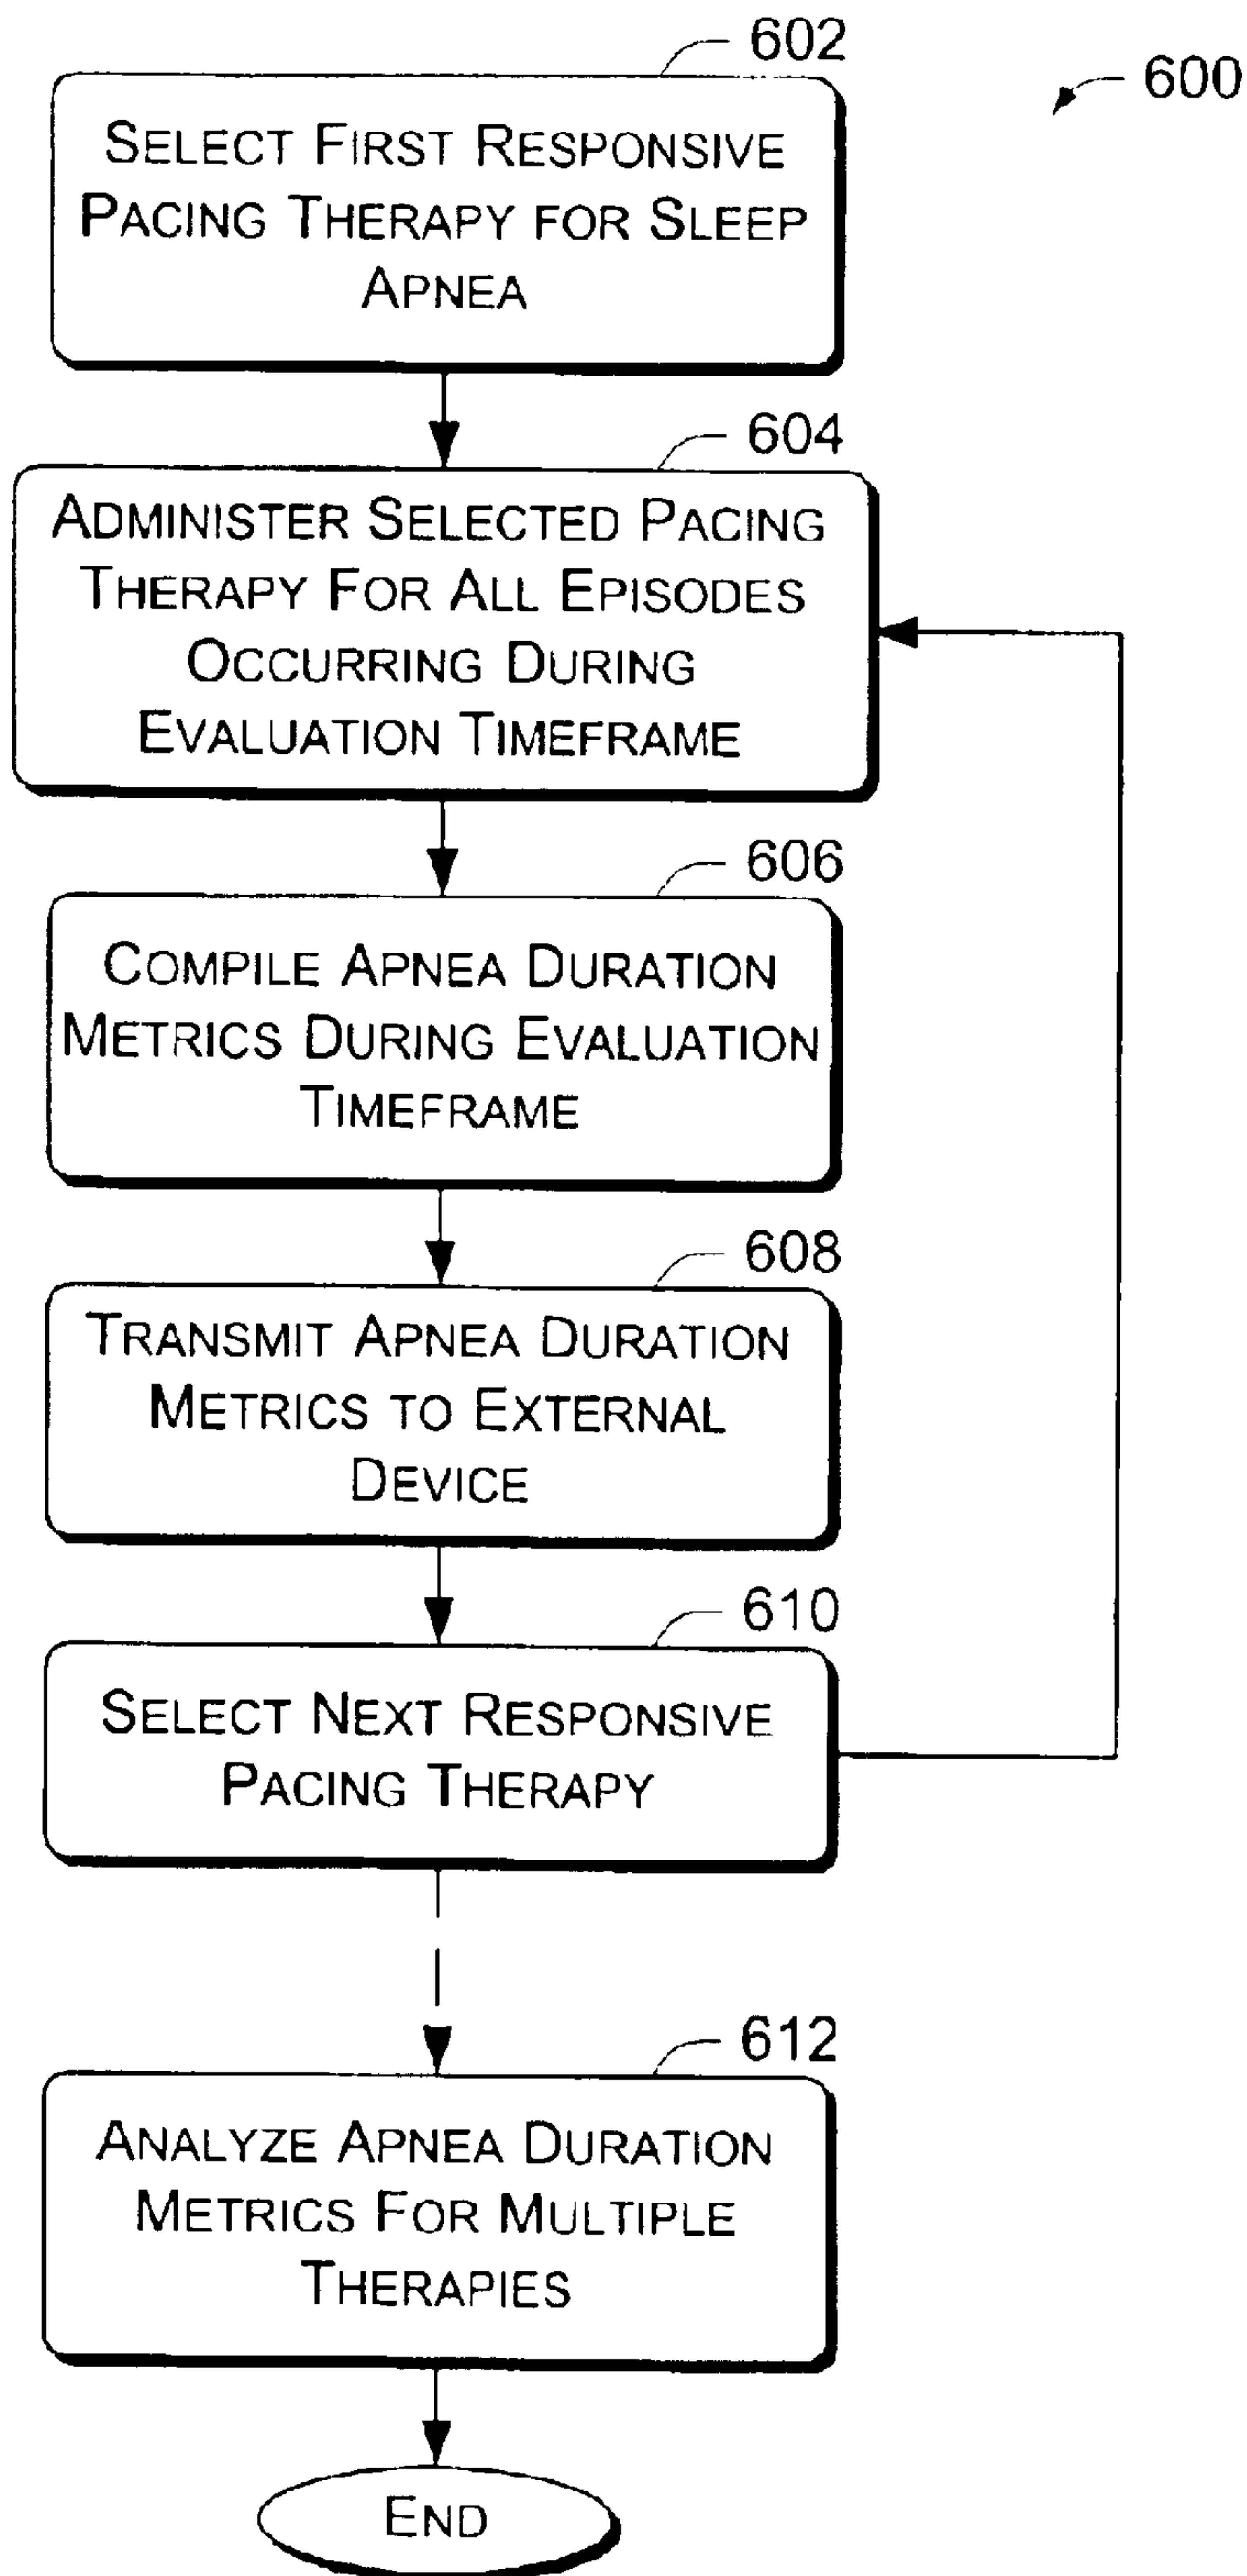 602
600
SELECT FIRST RESPONSIVE
PACING THERAPY FOR SLEEP
APNEA
604
ADMINISTER SELECTED PACING
THERAPY FOR ALL EPISODES
OCCURRING DURING
EVALUATION TIMEFRAME
606
COMPILE APNEA DURATION
METRICS DURING EVALUATION
TIMEFRAME
608
TRANSMIT APNEA DURATION
METRICS TO EXTERNAL
DEVICE
610
SELECT NEXT RESPONSIVE
PACING THERAPY
612
ANALYZE APNEA DURATION
METRICS FOR MULTIPLE
THERAPIES
END